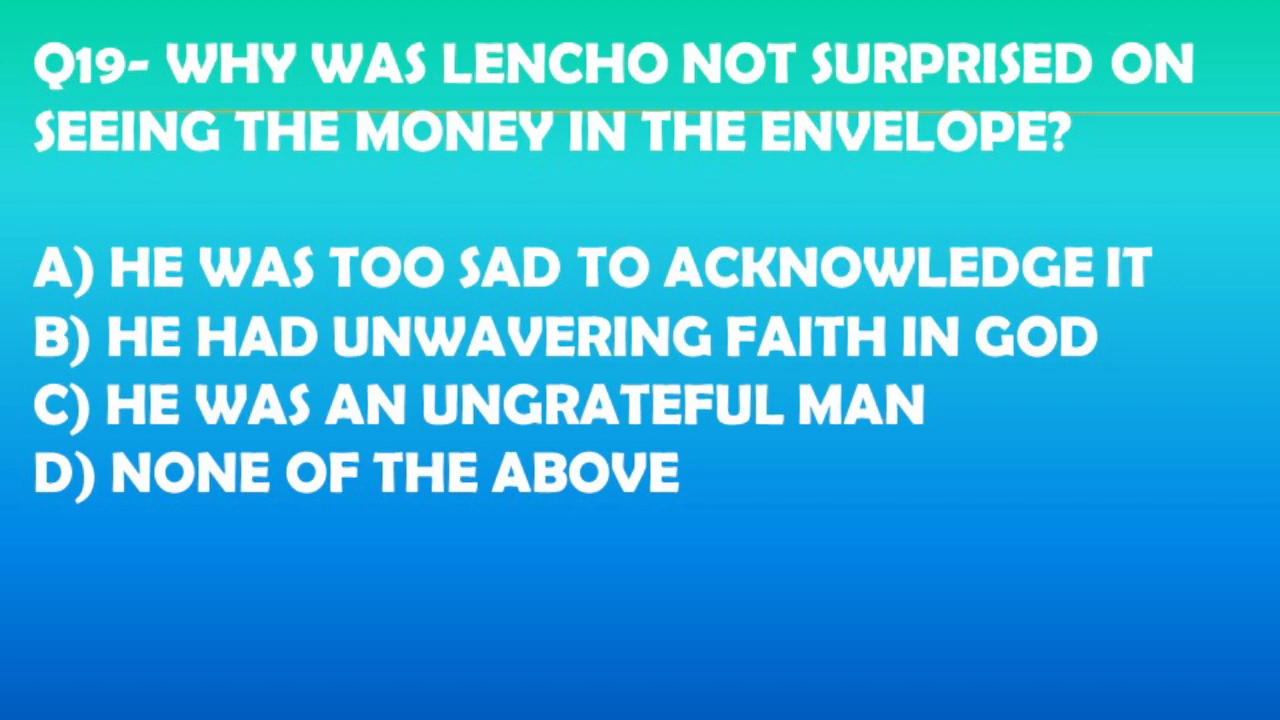 Q19- WHY WAS LENCHO NOT SURPRISED ON
SEEING THE MONEY IN THE ENVELOPE?
A) HE WAS TOO SAD TO ACKNOWLEDGE IT
B) HE HAD UNWAVERING FAITH IN GOD
C) HE WAS AN UNGRATEFUL MAN
D) NONE OF THE ABOVE